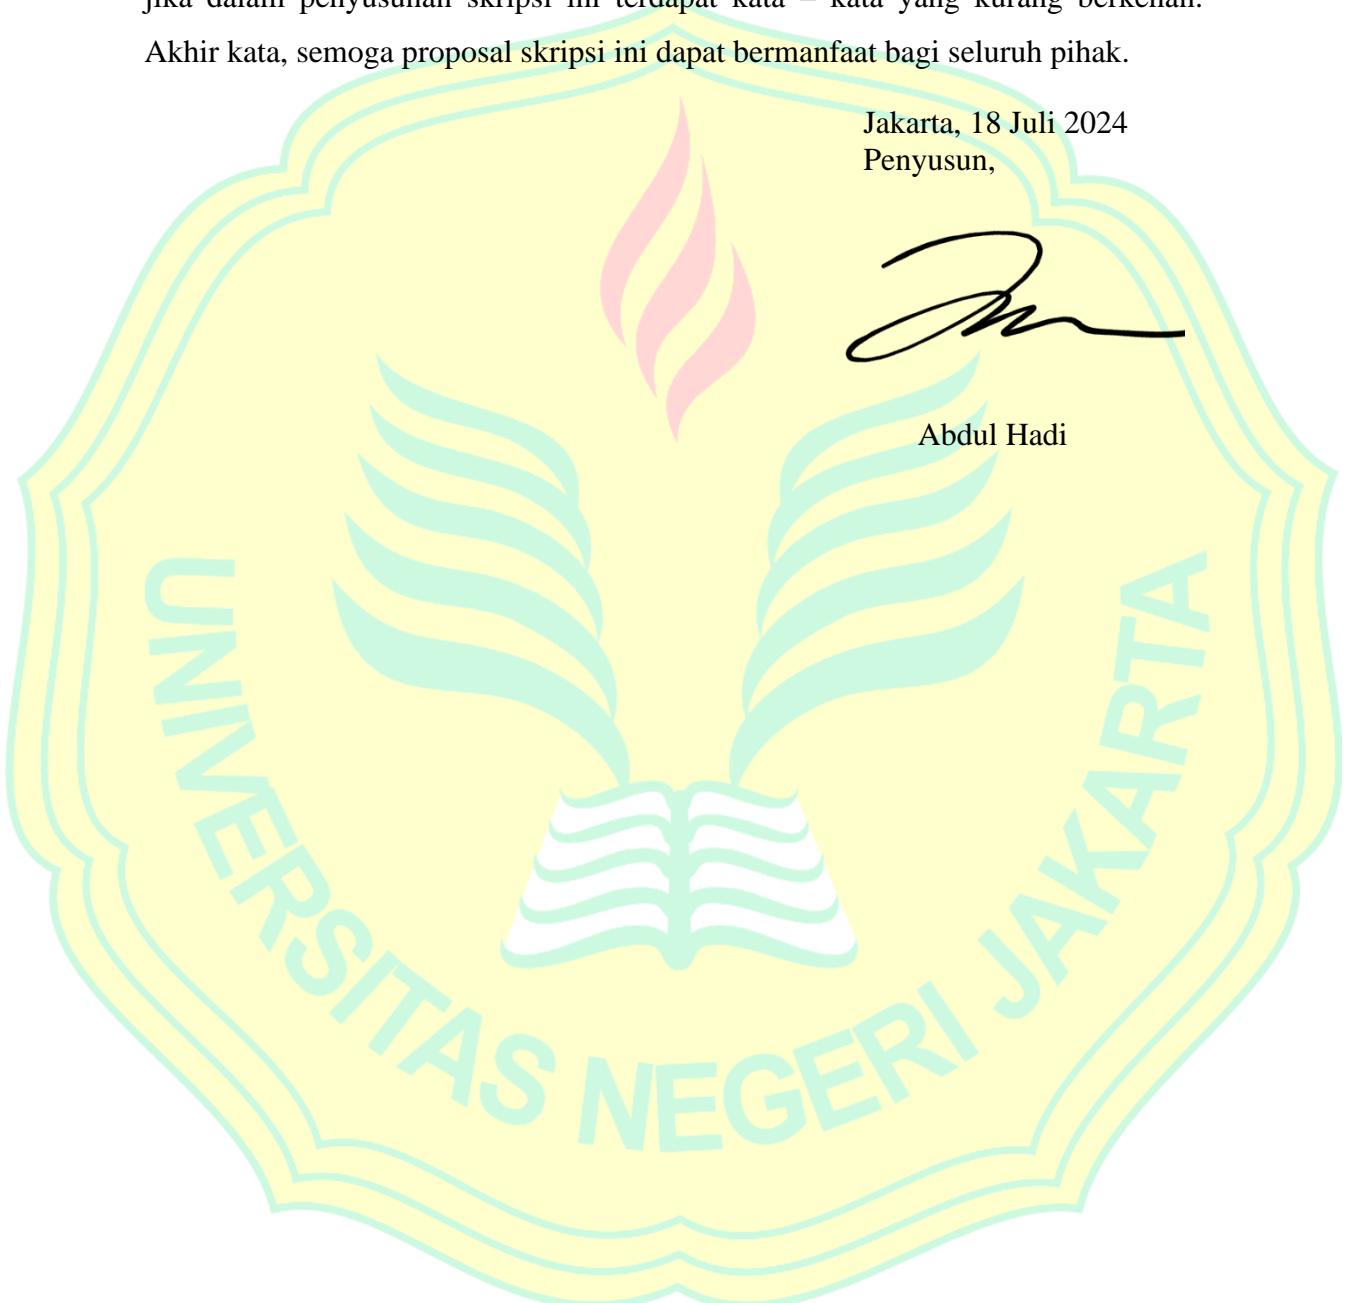 jika dalam penyusunan skripsi ini terdapat kata – kata yang kurang berkenan.
Akhir kata, semoga proposal skripsi ini dapat bermanfaat bagi seluruh pihak.
Jakarta, 18 Juli 2024
Penyusun,
Abdul Hadi
UNIVERSITAS NEGERI JAKARTA